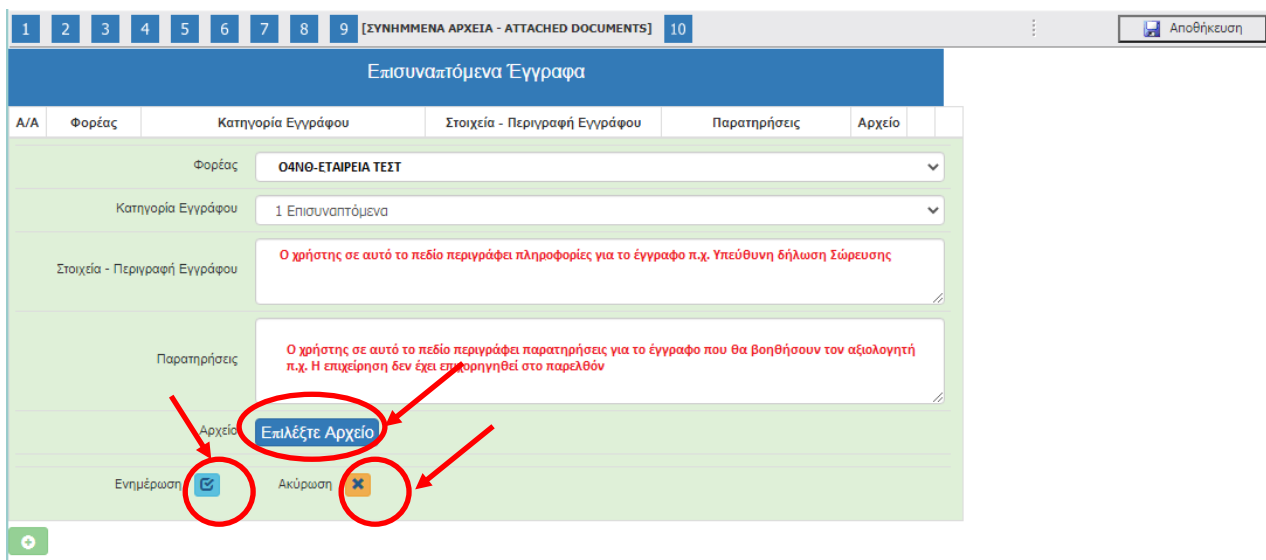 1 2 3 4 5 6 7 8 9 [ΣΥΝΗΜΜΕΝΑ ΑΡΧΕΙΑ - ATTACHED DOCUMENTS] 10 Αποθήκευση
Επισυναπτόμενα Έγγραφα
Α/Α Φορέας Κατηγορία Εγγράφου Στοιχεία - Περιγραφή Εγγράφου Παρατηρήσεις Αρχείο
Φορέας Ο4ΝΘ-ΕΤΑΙΡΕΙΑ ΤΕΣΤ
Κατηγορία Εγγράφου 1 Επισυναπτόμενα
Στοιχεία - Περιγραφή Εγγράφου Ο χρήστης σε αυτό το πεδίο περιγράφει πληροφορίες για το έγγραφο π.χ. Υπεύθυνη δήλωση Σώρευσης
Παρατηρήσεις Ο χρήστης σε αυτό το πεδίο περιγράφει παρατηρήσεις για το έγγραφο που θα βοηθήσουν τον αξιολογητή
π.χ. Η επιχείρηση δεν έχει επιχορηγηθεί στο παρελθόν
Αρχείο Επιλέξτε Αρχείο
Ενημέρωση Ακύρωση